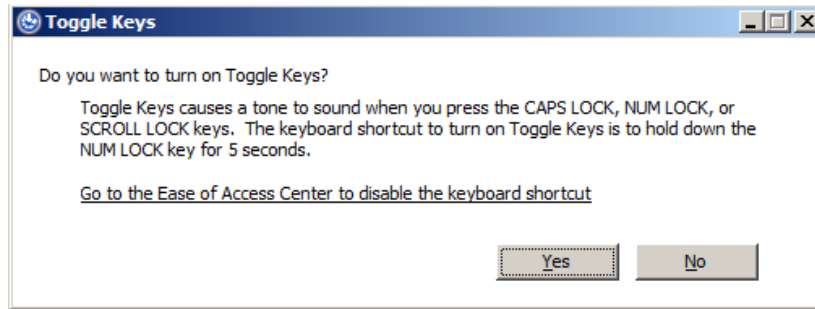 Toggle Keys
Do you want to turn on Toggle Keys?
Toggle Keys causes a tone to sound when you press the CAPS LOCK, NUM LOCK, or
SCROLL LOCK keys.  The keyboard shortcut to turn on Toggle Keys is to hold down the
NUM LOCK key for 5 seconds.
Go to the Ease of Access Center to disable the keyboard shortcut
Yes No